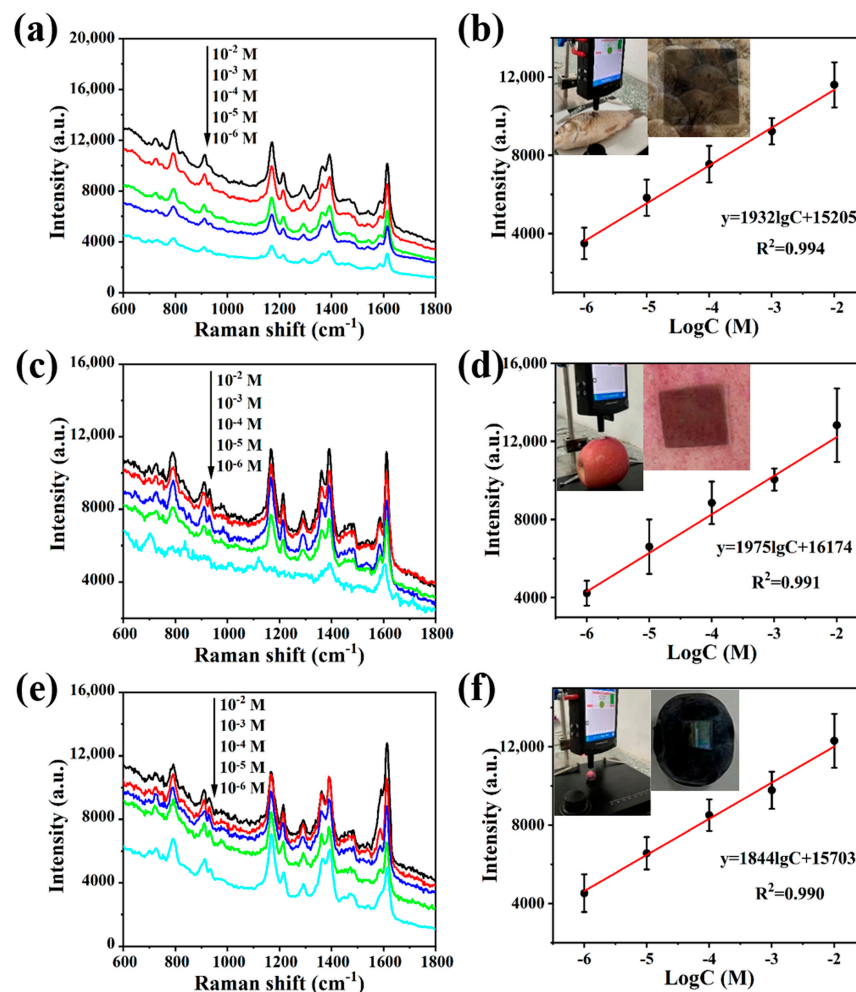 (a)
20,000
16,000
12,000
8000
4000
0
Intensity (a.u.)
10-2 M
10-3 M
10-4 M
10-5 M
10-6 M
600 800 1000 1200 1400 1600 1800
Raman shift (cm-1)
(b)
12,000
8000
4000
Intensity (a.u.)
y=1932lgC+15205
R2=0.994
-6 -5 -4 -3 -2
LogC (M)
(c)
16,000
12,000
8000
4000
Intensity (a.u.)
10-2 M
10-3 M
10-4 M
10-5 M
10-6 M
600 800 1000 1200 1400 1600 1800
Raman shift (cm-1)
(d)
16,000
12,000
8000
4000
Intensity (a.u.)
y=1975lgC+16174
R2=0.991
-6 -5 -4 -3 -2
LogC (M)
(e)
16,000
12,000
8000
4000
0
Intensity (a.u.)
10-2 M
10-3 M
10-4 M
10-5 M
10-6 M
600 800 1000 1200 1400 1600 1800
Raman shift (cm-1)
(f)
12,000
8000
4000
Intensity (a.u.)
y=1844lgC+15703
R2=0.990
-6 -5 -4 -3 -2
LogC (M)